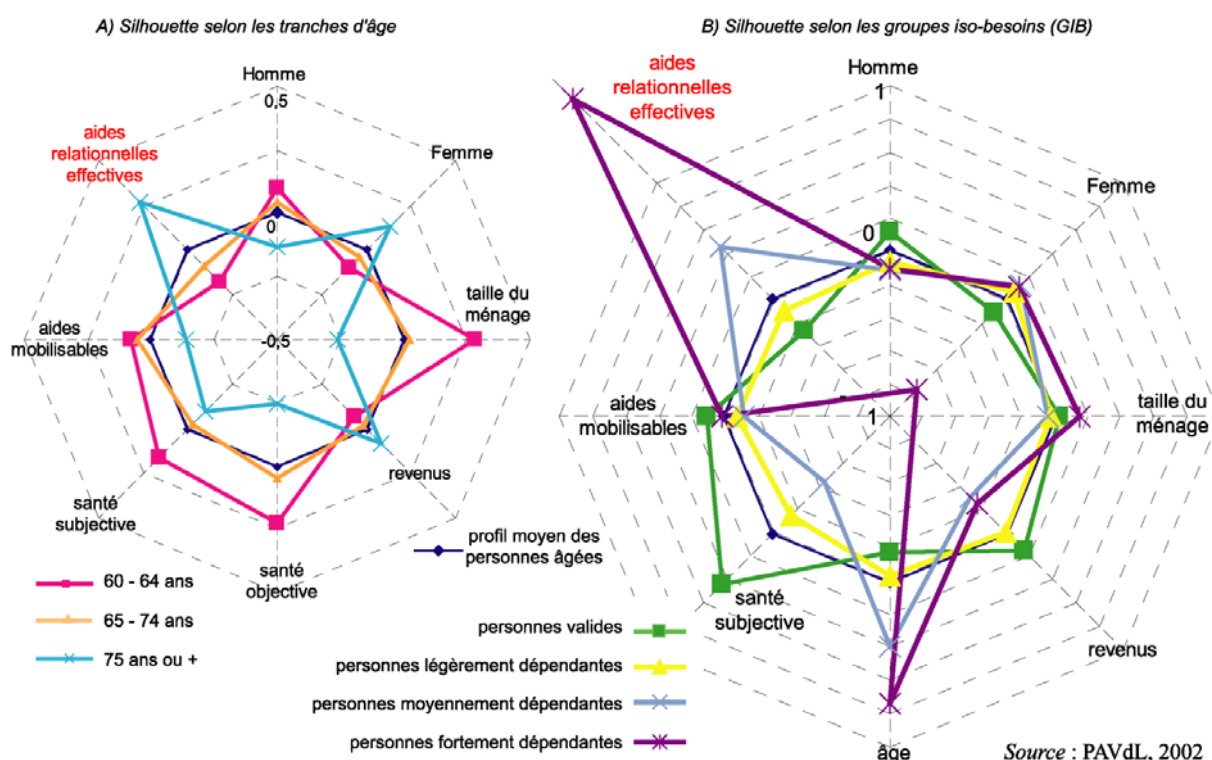 A) Silhouette selon les tranches d'âge
Homme
0,5
aides
relationnelles
effectives
Femme
0
taille du
ménage
aides
mobilisables
-0,5
revenus
santé
subjective
santé
objective
profil moyen des
personnes âgées
60 - 64 ans
65 - 74 ans
75 ans ou +
B) Silhouette selon les groupes iso-besoins (GIB)
Homme
1
aides
relationnelles
effectives
Femme
0
aides
mobilisables
-1
taille du
ménage
santé
subjective
revenus
âge
personnes valides
personnes légèrement dépendantes
personnes moyennement dépendantes
personnes fortement dépendantes
Source : PAVdL, 2002